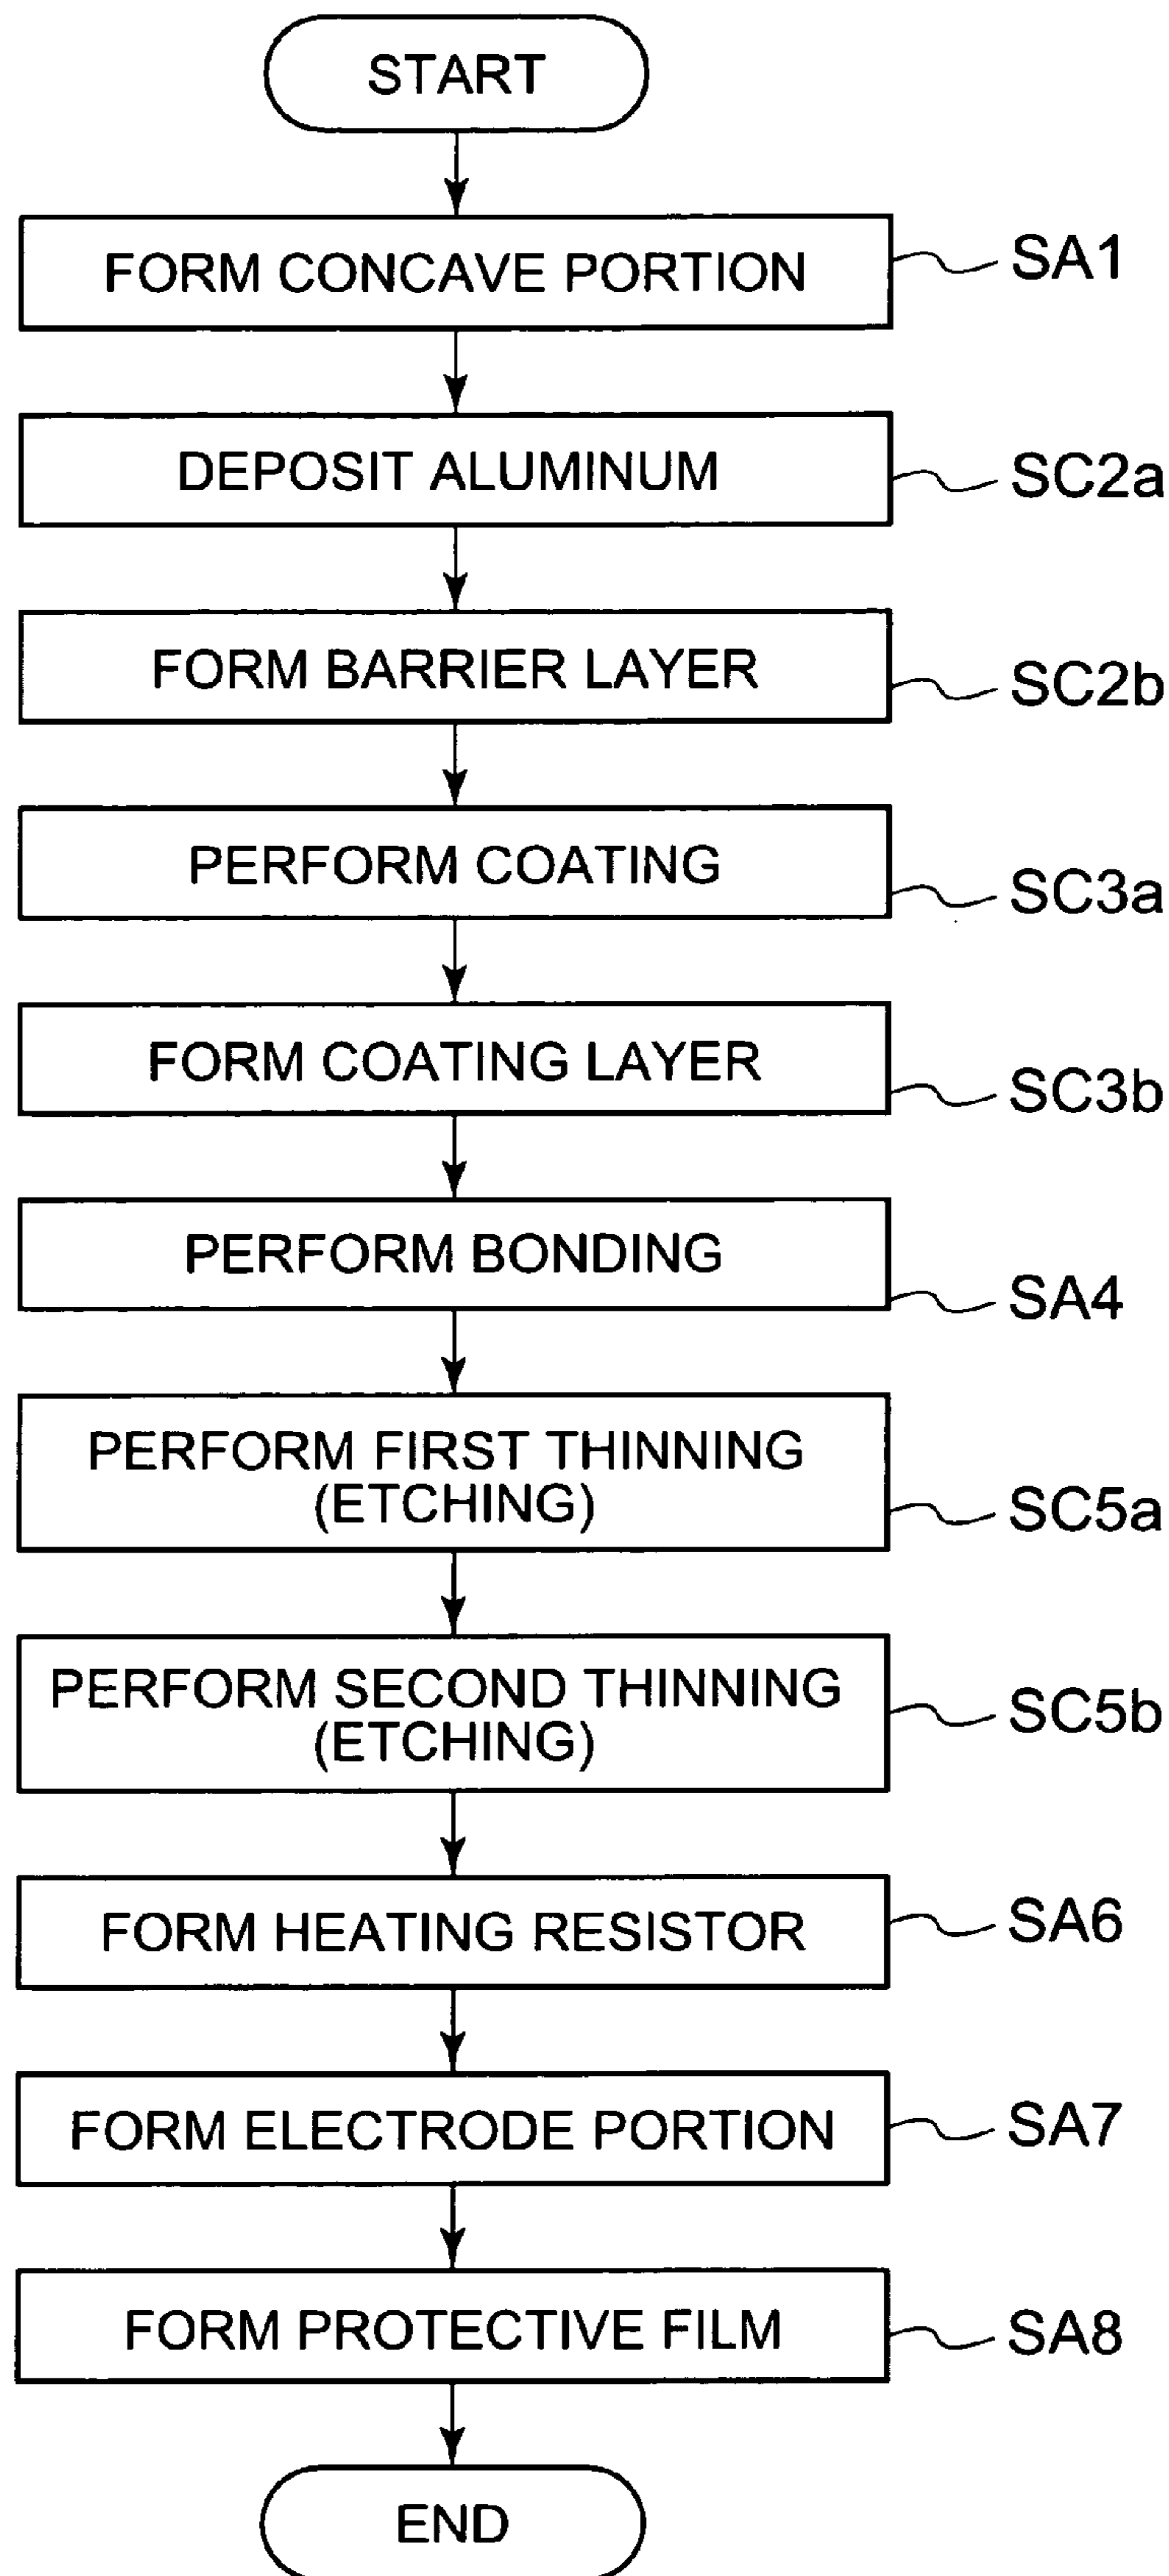 START
FORM CONCAVE PORTION
SA1
DEPOSIT ALUMINUM
SC2a
FORM BARRIER LAYER
SC2b
PERFORM COATING
SC3a
FORM COATING LAYER
SC3b
PERFORM BONDING
SA4
PERFORM FIRST THINNING
(ETCHING)
SC5a
PERFORM SECOND THINNING
(ETCHING)
SC5b
FORM HEATING RESISTOR
SA6
FORM ELECTRODE PORTION
SA7
FORM PROTECTIVE FILM
SA8
END